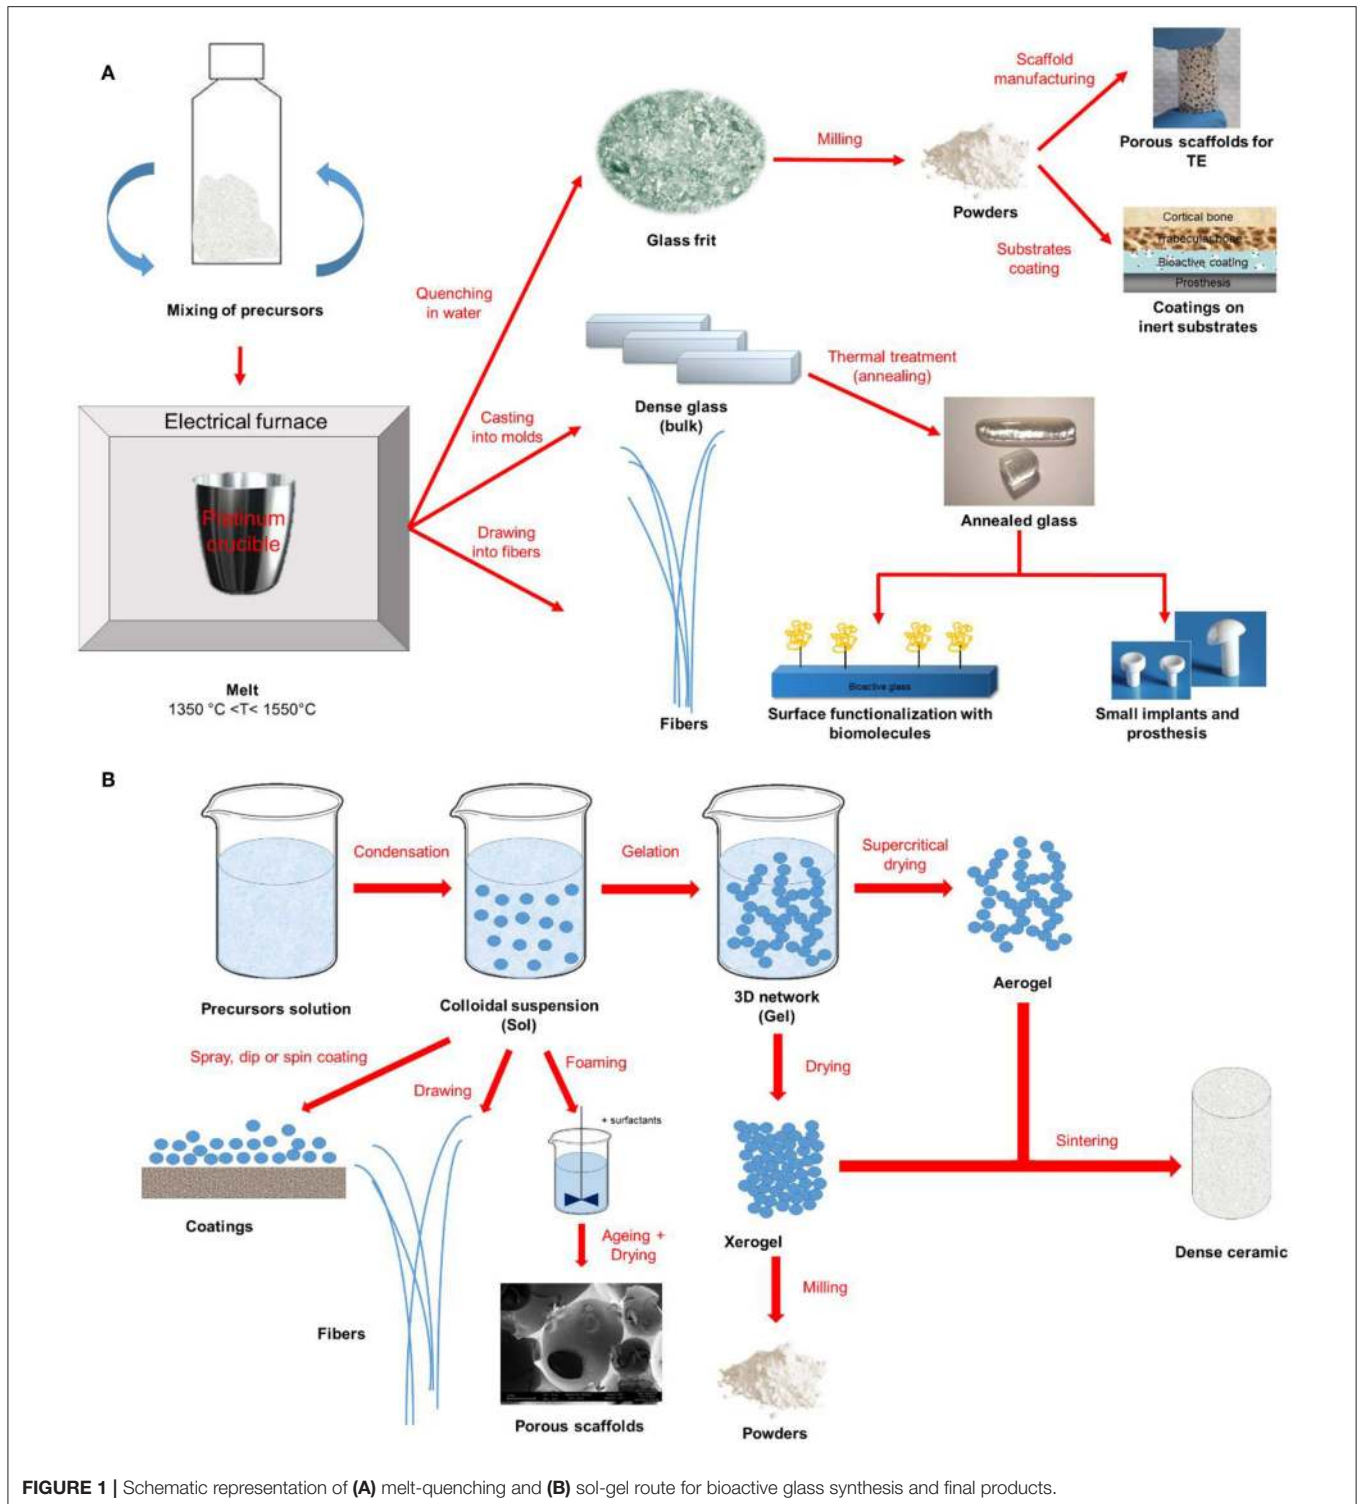 A
Mixing of precursors
Electrical furnace
Platinum
crucible
Melt
1350 °C <T< 1550°C
Quenching
in water
Casting
into molds
Drawing
into fibers
Glass frit
Milling
Powders
Scaffold
manufacturing
Porous scaffolds for
TE
Substrates
coating
Cortical bone
Trabecular bone
Bioactive coating
Prosthesis
Coatings on
inert substrates
Dense glass
(bulk)
Thermal treatment
(annealing)
Annealed glass
Fibers
Bioactive glass
Surface functionalization with
biomolecules
Small implants and
prosthesis
B
Precursors solution
Condensation
Colloidal suspension
(Sol)
Gelation
3D network
(Gel)
Supercritical
drying
Aerogel
Spray, dip or spin coating
Coatings
Drawing
Fibers
Foaming
+ surfactants
Ageing +
Drying
Porous scaffolds
Drying
Xerogel
Milling
Powders
Sintering
Dense ceramic
FIGURE 1 | Schematic representation of (A) melt-quenching and (B) sol-gel route for bioactive glass synthesis and final products.